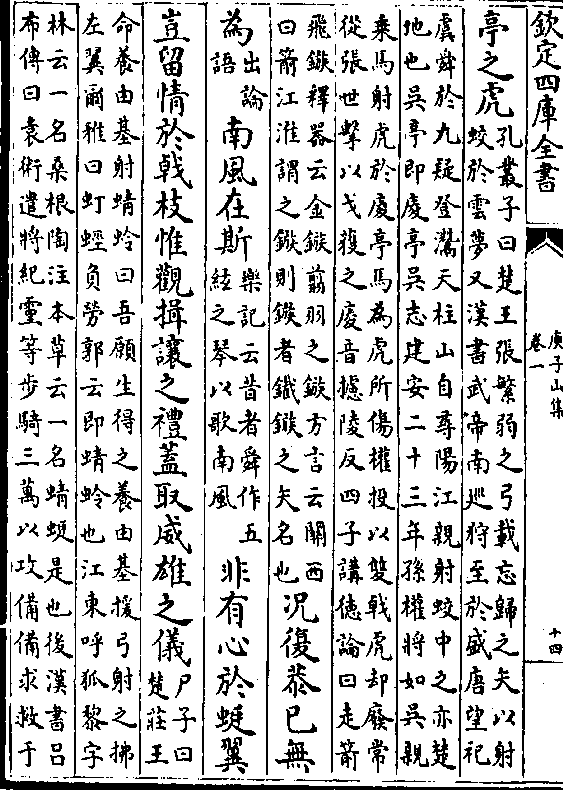 欽定四庫全書
庾子山集
卷一
十四
亭之虎
孔叢子曰楚王張繁弱之弓載忘歸之矢以射
蛟於雲夢又漢書武帝南巡狩至於盛唐望祀
虞舜於九疑登灊天柱山自尋陽江親射蛟中之亦楚
地也吳亭即庱亭吳志建安二十三年孫權將如吳親
乘馬射虎於庱亭馬為虎所傷權投以雙戟虎却廢常
從張世擊以戈獲之庱音攄陵反四子講德論曰走箭
飛鏃釋器云金鏃翦羽之鏃方言云關西
曰箭江淮謂之鏃則鏃者鐵鏃之矢名也
況復恭已無
為
出論
語
南風在斯
樂記云昔者舜作五
絃之琴以歌南風
非有心於蜓翼
豈留情於戟枝惟觀揖讓之禮蓋取威雄之儀
尸子曰
楚莊王
命養由基射蜻蛉曰吾願生得之養由基援弓射之拂
左翼爾雅曰虰蛵負勞郭云即蜻蛉也江東呼狐黎字
林云一名桑根陶注本草云一名蜻蜓是也後漢書呂
布傳曰袁術遣將紀靈等步騎三萬以攻備備求救于